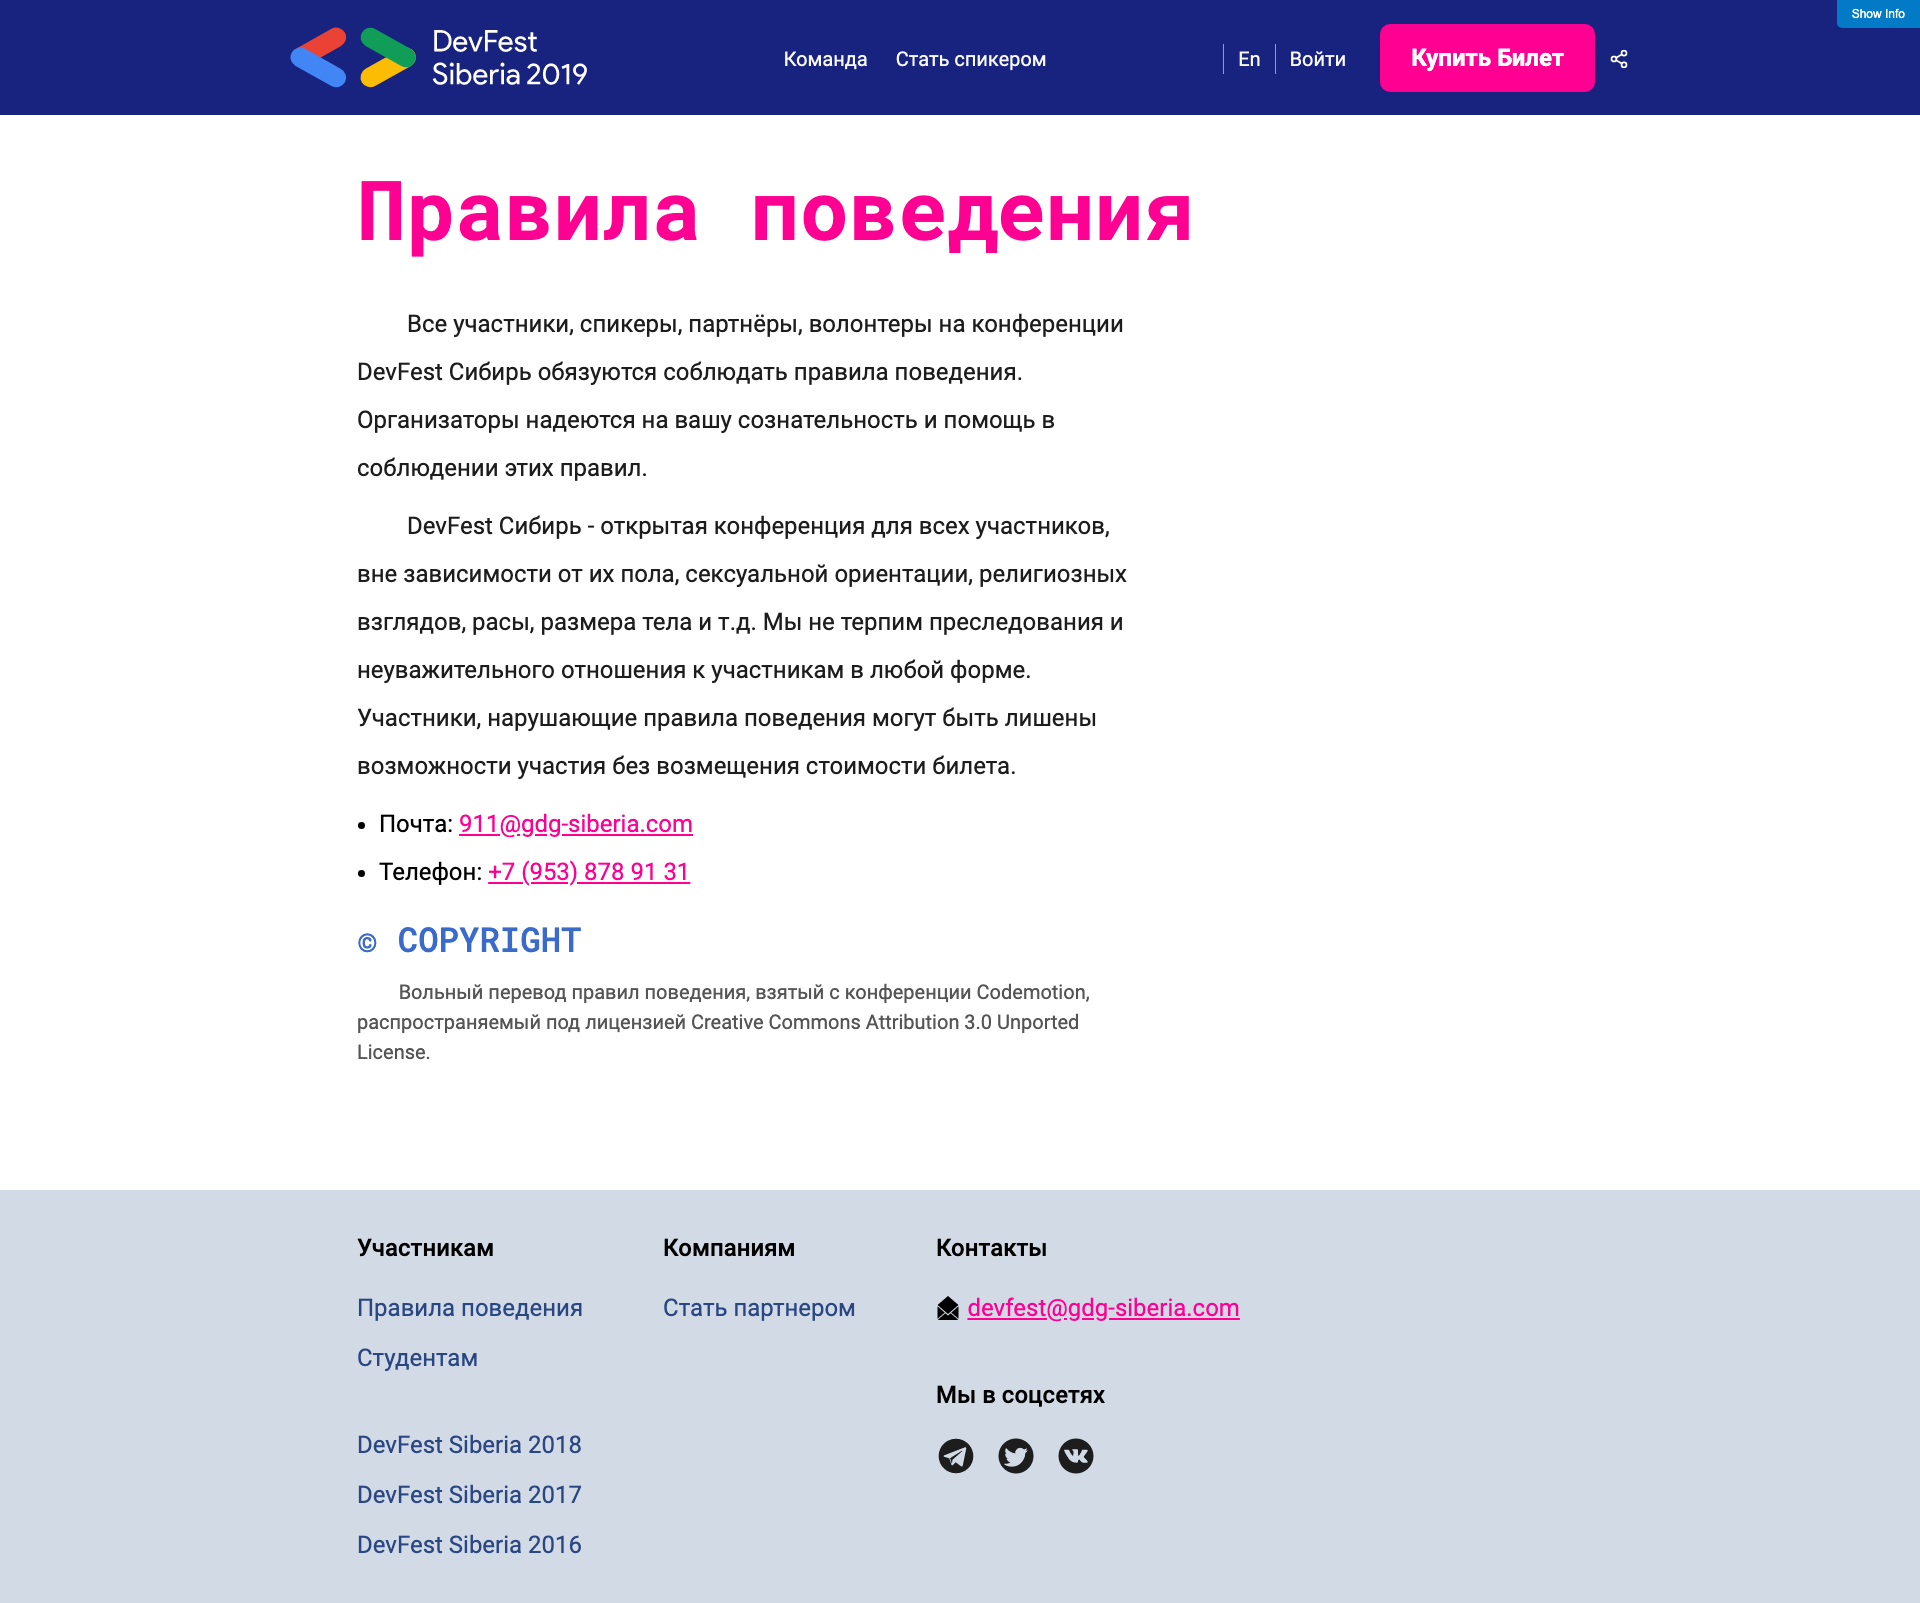 DevFest
Siberia 2019
Команда
Стать спикером
En
Войти
Купить Билет
Show Info
Правила поведения
Все участники, спикеры, партнёры, волонтеры на конференции
DevFest Сибирь обязуются соблюдать правила поведения.
Организаторы надеются на вашу сознательность и помощь в
соблюдении этих правил.
DevFest Сибирь - открытая конференция для всех участников,
вне зависимости от их пола, сексуальной ориентации, религиозных
взглядов, расы, размера тела и т.д. Мы не терпим преследования и
неуважительного отношения к участникам в любой форме.
Участники, нарушающие правила поведения могут быть лишены
возможности участия без возмещения стоимости билета.
• Почта: 911@gdg-siberia.com
• Телефон: +7 (953) 878 91 31
© COPYRIGHT
Вольный перевод правил поведения, взятый с конференции Codemotion,
распространяемый под лицензией Creative Commons Attribution 3.0 Unported
License.
Участникам
Правила поведения
Студентам
DevFest Siberia 2018
DevFest Siberia 2017
DevFest Siberia 2016
Компаниям
Стать партнером
Контакты
devfest@gdg-siberia.com
Мы в соцсетях